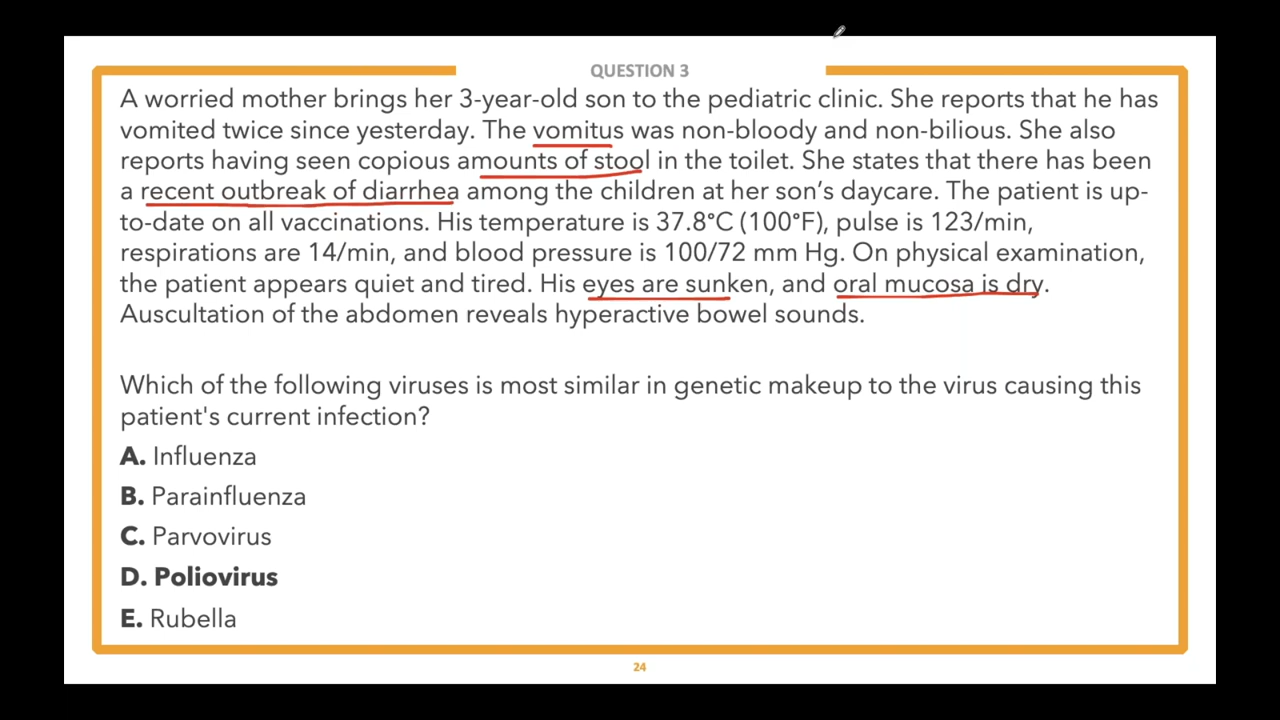 QUESTION 3
A worried mother brings her 3-year-old son to the pediatric clinic. She reports that he has
vomited twice since yesterday. The vomitus was non-bloody and non-bilious. She also
reports having seen copious amounts of stool in the toilet. She states that there has been
a recent outbreak of diarrhea among the children at her son’s daycare. The patient is up-
to-date on all vaccinations. His temperature is 37.8°C (100°F), pulse is 123/min,
respirations are 14/min, and blood pressure is 100/72 mm Hg. On physical examination,
the patient appears quiet and tired. His eyes are sunken, and oral mucosa is dry.
Auscultation of the abdomen reveals hyperactive bowel sounds.
Which of the following viruses is most similar in genetic makeup to the virus causing this
patient's current infection?
A. Influenza
B. Parainfluenza
C. Parvovirus
D. Poliovirus
E. Rubella
24